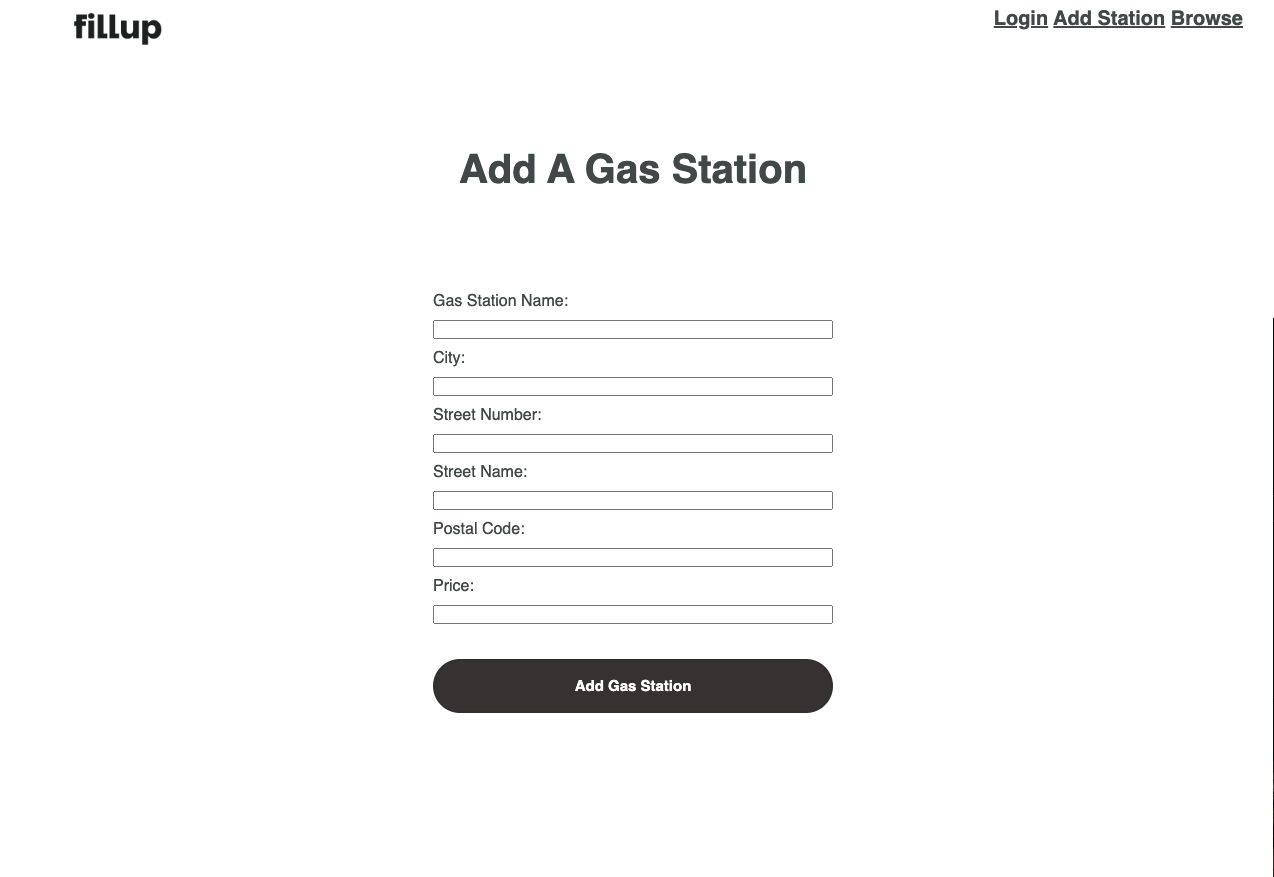 fillup
Login Add Station Browse
Add A Gas Station
Gas Station Name:
City:
Street Number:
Street Name:
Postal Code:
Price:
Add Gas Station